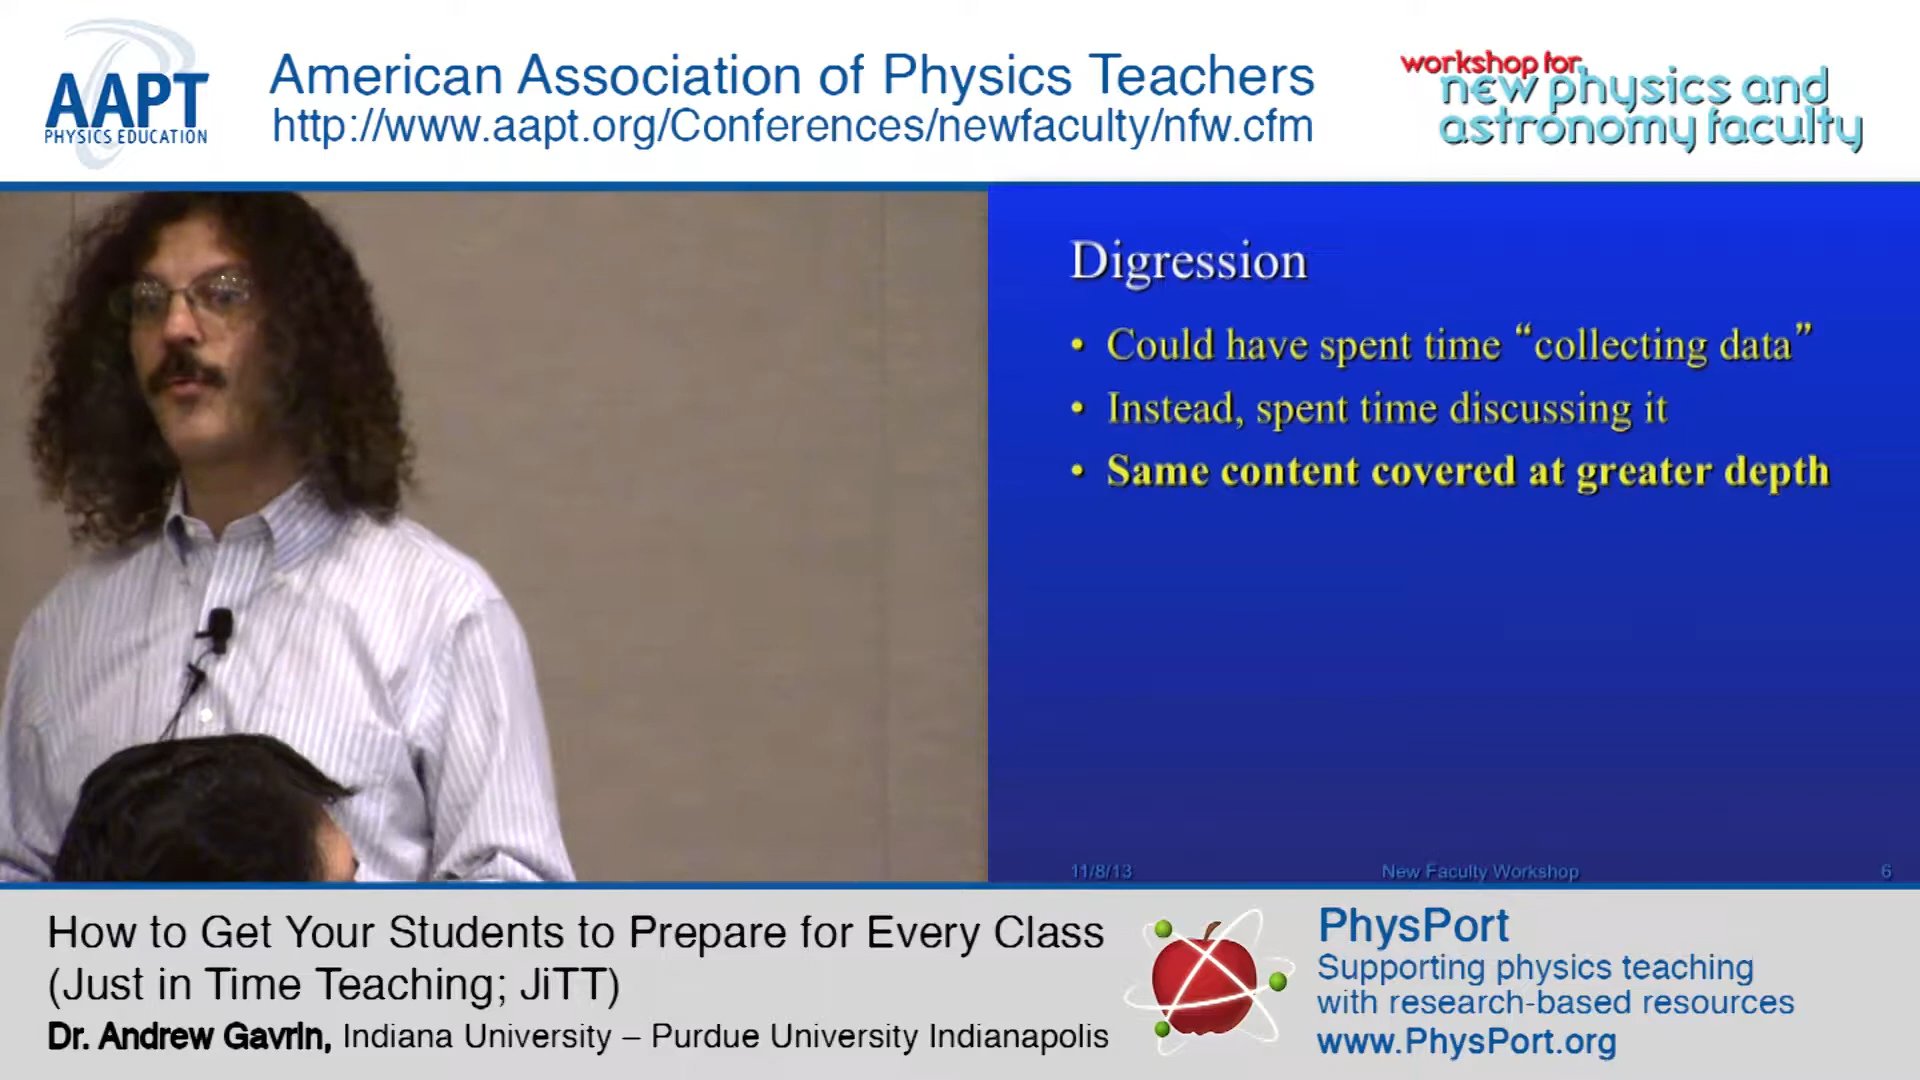 AAPT
PHYSICS EDUCATION
American Association of Physics Teachers
http://www.aapt.org/Conferences/newfaculty/nfw.cfm
workshop for
new physics and
astronomy faculty
Digression
• Could have spent time “collecting data”
• Instead, spent time discussing it
• Same content covered at greater depth
11/8/13 New Faculty Workshop 6
How to Get Your Students to Prepare for Every Class
(Just in Time Teaching; JiTT)
Dr. Andrew Gavrin, Indiana University – Purdue University Indianapolis
PhysPort
Supporting physics teaching
with research-based resources
www.PhysPort.org